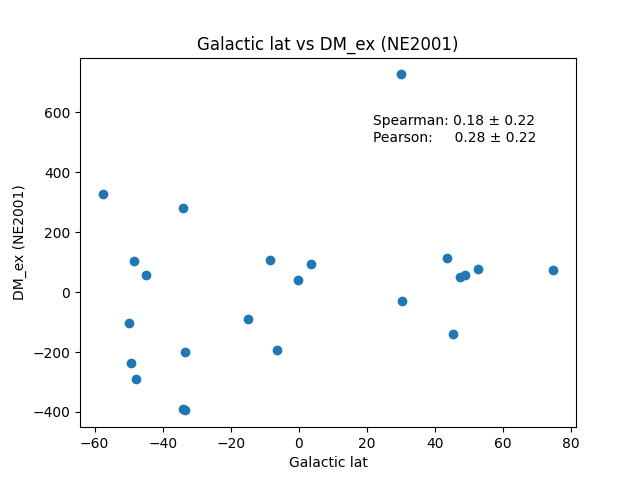 Galactic lat vs DM_ex (NE2001)
Spearman: 0.18 ± 0.22
Pearson: 0.28 ± 0.22
DM_ex (NE2001)
600
400
200
0
−200
−400
−60 −40 −20 0 20 40 60 80
Galactic lat